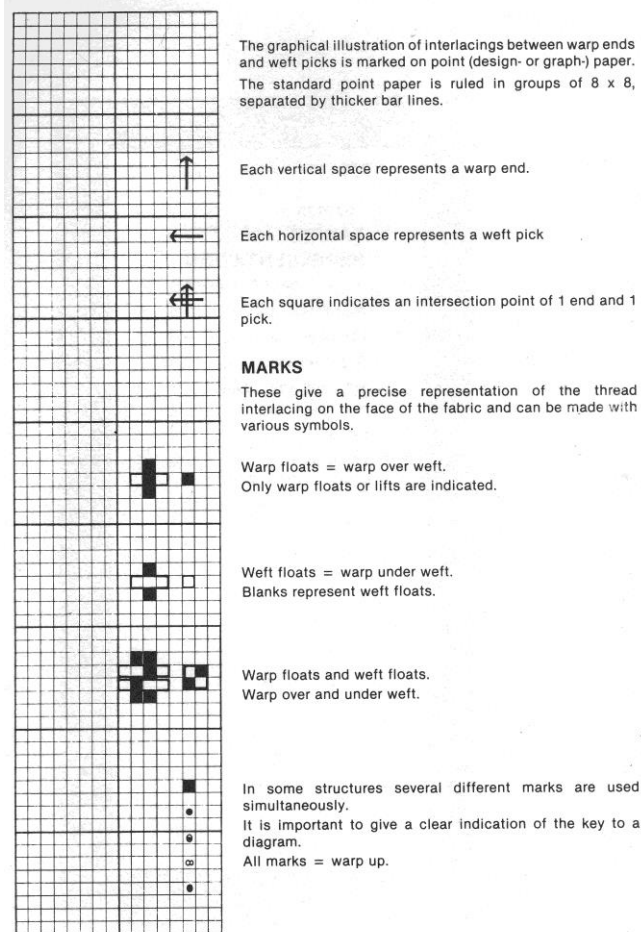 The graphical illustration of interlacings between warp ends
and weft picks is marked on point (design- or graph-) paper.
The standard point paper is ruled in groups of 8 x 8,
separated by thicker bar lines.
Each vertical space represents a warp end.
Each horizontal space represents a weft pick
Each square indicates an intersection point of 1 end and 1
pick.
MARKS
These give a precise representation of the thread
interlacing on the face of the fabric and can be made with
various symbols.
Warp floats = warp over weft.
Only warp floats or lifts are indicated.
Weft floats = warp under weft.
Blanks represent weft floats.
Warp floats and weft floats.
Warp over and under weft.
In some structures several different marks are used
simultaneously.
It is important to give a clear indication of the key to a
diagram.
All marks = warp up.